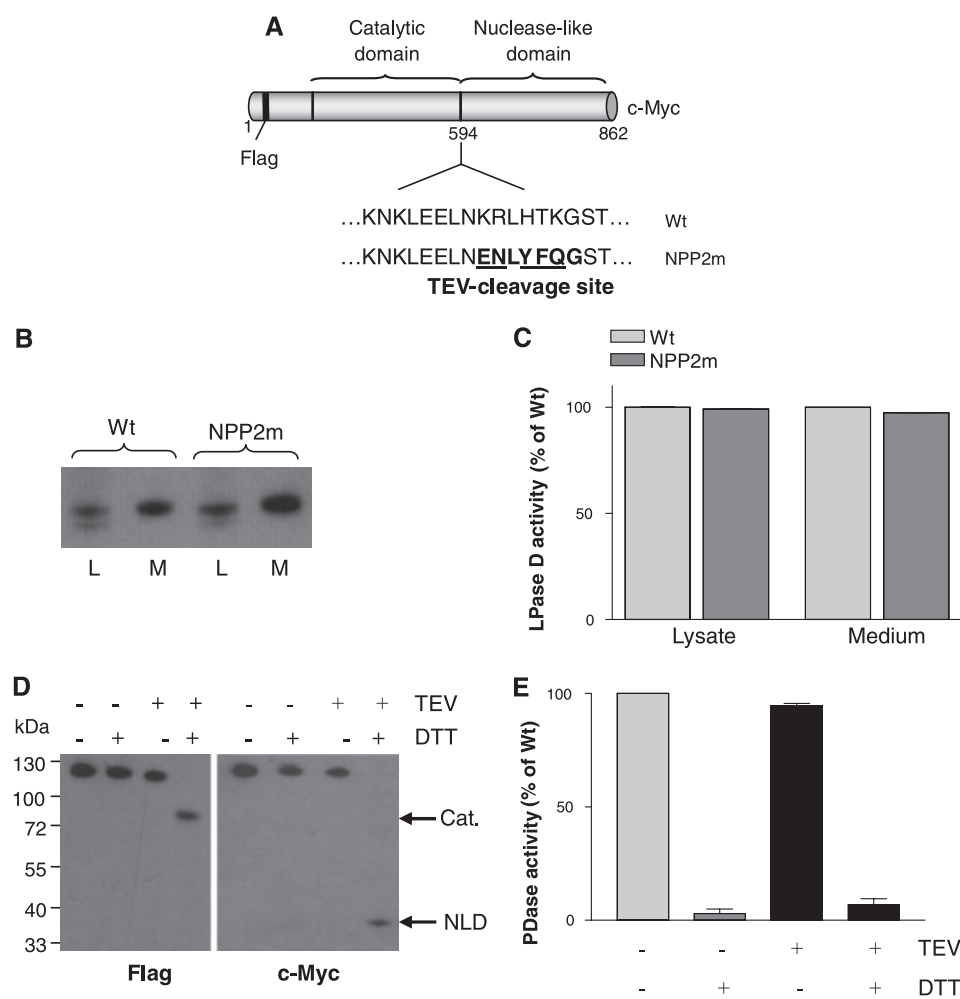 A
Catalytic domain
Nuclease-like domain
c-Myc
1
594
862
Flag
...KNKLEELNKRLHTKGST... Wt
...KNKLEELNENLYFQGST... NPP2m
TEV-cleavage site
B
Wt NPP2m
L M L M
C
Wt
NPP2m
LPase D activity (% of Wt)
100
50
0
Lysate Medium
D
- - + + - - + + TEV
kDa
- + - + - + - + DTT
130
100
72
55
40
33
Cat.
NLD
Flag c-Myc
E
PDase activity (% of Wt)
100
50
0
- - + + TEV
- + - + DTT